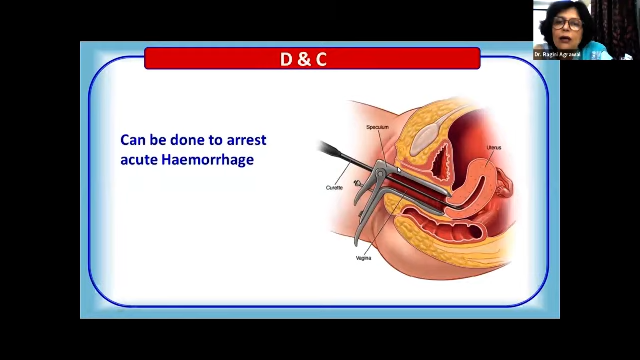 D & C
Can be done to arrest
acute Haemorrhage
Speculum
Uterus
Curette
Vagina
Dr. Ragini Agrawal